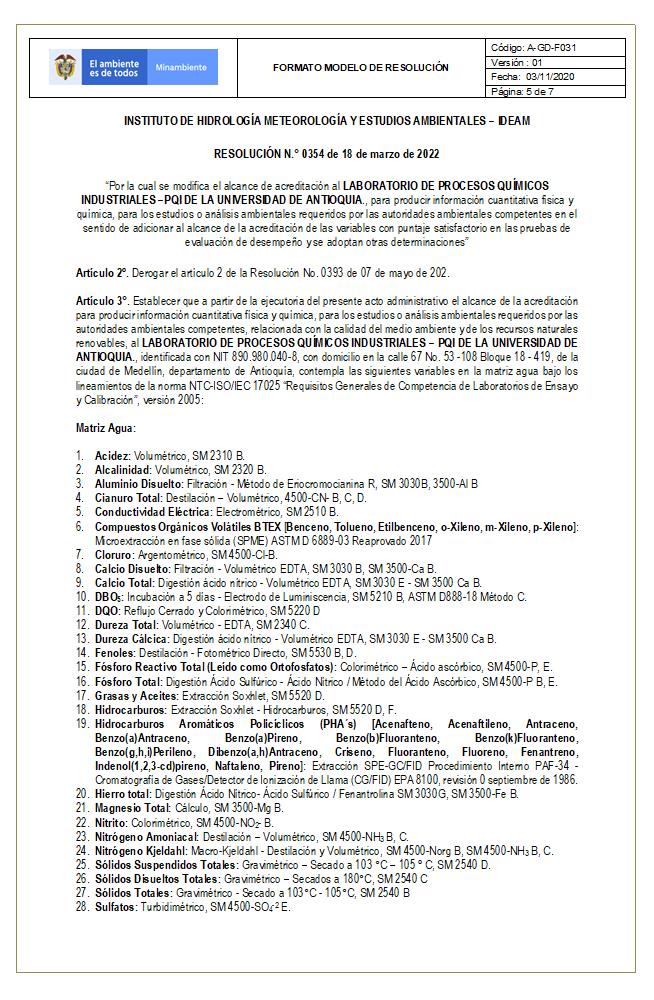 El ambiente
es de todos
Minambiente
FORMATO MODELO DE RESOLUCIÓN
Código: A-GD-F031
Versión : 01
Fecha: 03/11/2020
Página: 5 de 7
INSTITUTO DE HIDROLOGÍA METEOROLOGÍA Y ESTUDIOS AMBIENTALES – IDEAM
RESOLUCIÓN N.° 0354 de 18 de marzo de 2022
“Por la cual se modifica el alcance de acreditación al LABORATORIO DE PROCESOS QUÍMICOS
INDUSTRIALES –PQI DE LA UNIVERSIDAD DE ANTIOQUIA., para producir información cuantitativa física y
química, para los estudios o análisis ambientales requeridos por las autoridades ambientales competentes en el
sentido de adicionar al alcance de la acreditación de las variables con puntaje satisfactorio en las pruebas de
evaluación de desempeño y se adoptan otras determinaciones”
Artículo 2º. Derogar el artículo 2 de la Resolución No. 0393 de 07 de mayo de 202.
Artículo 3º. Establecer que a partir de la ejecutoria del presente acto administrativo el alcance de la acreditación
para producir información cuantitativa física y química, para los estudios o análisis ambientales requeridos por las
autoridades ambientales competentes, relacionada con la calidad del medio ambiente y de los recursos naturales
renovables, al LABORATORIO DE PROCESOS QUÍMICOS INDUSTRIALES – PQI DE LA UNIVERSIDAD DE
ANTIOQUIA., identificada con NIT 890.980.040-8, con domicilio en la calle 67 No. 53 -108 Bloque 18 - 419, de la
ciudad de Medellín, departamento de Antioquia, contempla las siguientes variables en la matriz agua bajo los
lineamientos de la norma NTC-ISO/IEC 17025 “Requisitos Generales de Competencia de Laboratorios de Ensayo
y Calibración”, versión 2005:
Matriz Agua:
1. Acidez: Volumétrico, SM 2310 B.
2. Alcalinidad: Volumétrico, SM 2320 B.
3. Aluminio Disuelto: Filtración - Método de Eriocromocianina R, SM 3030B, 3500-Al B
4. Cianuro Total: Destilación – Volumétrico, 4500-CN- B, C, D.
5. Conductividad Eléctrica: Electrométrico, SM 2510 B.
6. Compuestos Orgánicos Volátiles BTEX [Benceno, Tolueno, Etilbenceno, o-Xileno, m-Xileno, p-Xileno]:
Microextracción en fase sólida (SPME) ASTM D 6889-03 Reaprovado 2017
7. Cloruro: Argentométrico, SM 4500-Cl-B.
8. Calcio Disuelto: Filtración - Volumétrico EDTA, SM 3030 B, SM 3500-Ca B.
9. Calcio Total: Digestión ácido nítrico - Volumétrico EDTA, SM 3030 E - SM 3500 Ca B.
10. DBO₅: Incubación a 5 días - Electrodo de Luminiscencia, SM 5210 B, ASTM D888-18 Método C.
11. DQO: Reflujo Cerrado y Colorimétrico, SM 5220 D
12. Dureza Total: Volumétrico - EDTA, SM 2340 C.
13. Dureza Cálcica: Digestión ácido nítrico - Volumétrico EDTA, SM 3030 E - SM 3500 Ca B.
14. Fenoles: Destilación - Fotométrico Directo, SM 5530 B, D.
15. Fósforo Reactivo Total (Leído como Ortofosfatos): Colorimétrico – Ácido ascórbico, SM 4500-P, E.
16. Fósforo Total: Digestión Ácido Sulfúrico - Ácido Nítrico / Método del Ácido Ascórbico, SM 4500-P B, E.
17. Grasas y Aceites: Extracción Soxhlet, SM 5520 D.
18. Hidrocarburos: Extracción Soxhlet - Hidrocarburos, SM 5520 D, F.
19. Hidrocarburos Aromáticos Policíclicos (PHA´s) [Acenafteno, Acenaftileno, Antraceno,
Benzo(a)Antraceno, Benzo(a)Pireno, Benzo(b)Fluoranteno, Benzo(k)Fluoranteno,
Benzo(g,h,i)Perileno, Dibenzo(a,h)Antraceno, Criseno, Fluoranteno, Fluoreno, Fenantreno,
Indenol(1,2,3-cd)pireno, Naftaleno, Pireno]: Extracción SPE-GC/FID Procedimiento Interno PAF-34 -
Cromatografía de Gases/Detector de Ionización de Llama (CG/FID) EPA 8100, revisión 0 septiembre de 1986.
20. Hierro total: Digestión Ácido Nítrico- Ácido Sulfúrico / Fenantrolina SM 3030G, SM 3500-Fe B.
21. Magnesio Total: Cálculo, SM 3500-Mg B.
22. Nitrito: Colorimétrico, SM 4500-NO₂- B.
23. Nitrógeno Amoniacal: Destilación – Volumétrico, SM 4500-NH₃ B, C.
24. Nitrógeno Kjeldahl: Macro-Kjeldahl - Destilación y Volumétrico, SM 4500-Norg B, SM 4500-NH₃ B, C.
25. Sólidos Suspendidos Totales: Gravimétrico – Secado a 103 °C – 105 ° C, SM 2540 D.
26. Sólidos Disueltos Totales: Gravimétrico – Secados a 180°C, SM 2540 C
27. Sólidos Totales: Gravimétrico - Secado a 103°C - 105°C, SM 2540 B
28. Sulfatos: Turbidimétrico, SM 4500-SO₄⁻² E.